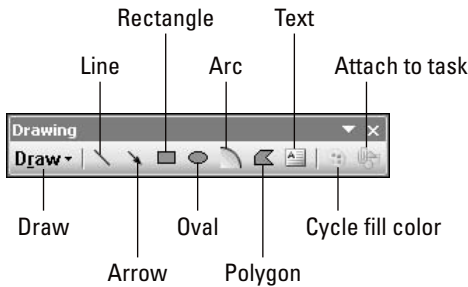 Rectangle Text
Line Arc Attach to task
Drawing
Draw
Draw Oval Cycle fill color
Arrow Polygon